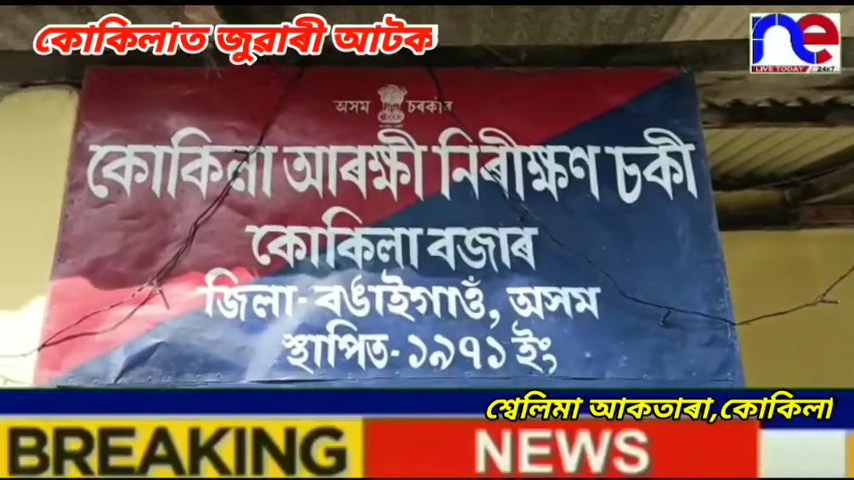 কোকিলাত জুৱাৰী আটক
ne
LIVE TODAY 24x7
অসম চৰকাৰ
কোকিলা আৰক্ষী নিৰীক্ষণ চকী
কোকিলা বজাৰ
জিলা- বঙাইগাওঁ, অসম
স্থাপিত-১৯৭১ ইং
শ্বেলিমা আকতাৰা,কোকিলা
BREAKING NEWS